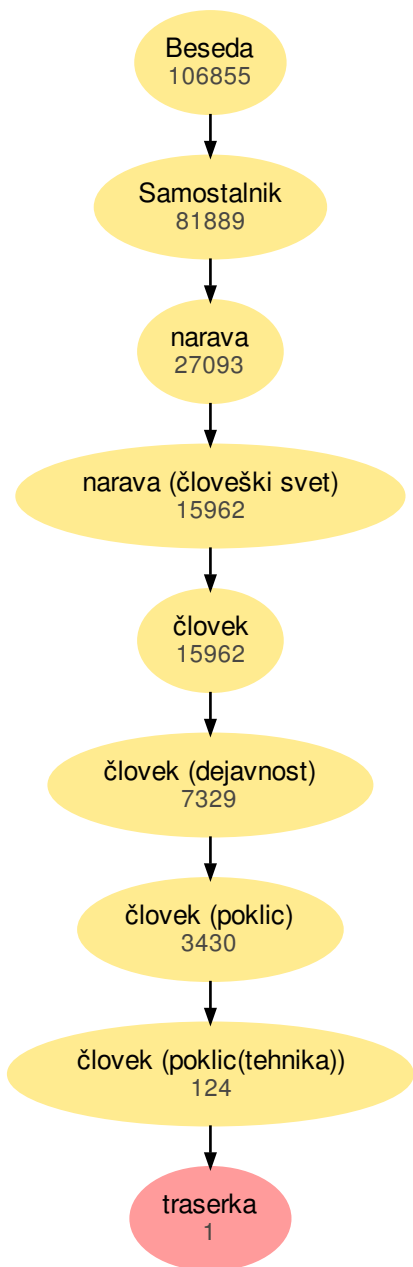 Beseda
106855
Samostalnik
81889
narava
27093
narava (človeški svet)
15962
človek
15962
človek (dejavnost)
7329
človek (poklic)
3430
človek (poklic(tehnika))
124
traserka
1